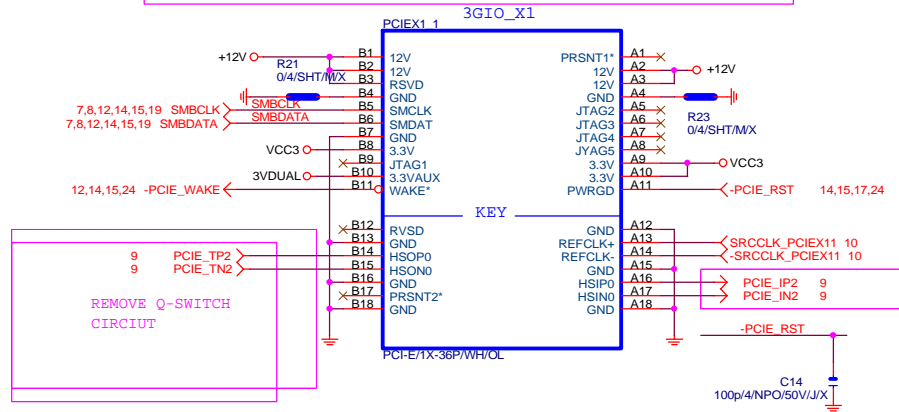 3GIO_X1
PCIEX1_1
+12V B1 12V PRSNT1* A1
R21 B2 12V 12V A2 +12V
0/4/SHT/M/X B3 RSVD 12V A3
B4 GND GND A4
7,8,12,14,15,19 SMBCLK SMBCLK B5 SMCLK JTAG2 A5
7,8,12,14,15,19 SMBDATA SMBDATA B6 SMDAT JTAG3 A6 R23
B7 GND JTAG4 A7 0/4/SHT/M/X
VCC3 B8 3.3V JYAG5 A8
B9 JTAG1 3.3V A9 VCC3
3VDUAL B10 3.3VAUX 3.3V A10
12,14,15,24 -PCIE_WAKE B11 WAKE* PWRGD A11 -PCIE_RST 14,15,17,24
KEY
B12 RVSD GND A12
B13 GND REFCLK+ A13 SRCCLK_PCIEX11 10
9 PCIE_TP2 B14 HSOP0 REFCLK- A14 -SRCCLK_PCIEX11 10
9 PCIE_TN2 B15 HSON0 GND A15
B16 GND HSIP0 A16 PCIE_IP2 9
B17 PRSNT2* HSIN0 A17 PCIE_IN2 9
B18 GND GND A18
REMOVE Q-SWITCH
CIRCIUT
-PCIE_RST
PCI-E/1X-36P/WH/OL
C14
100p/4/NPO/50V/J/X